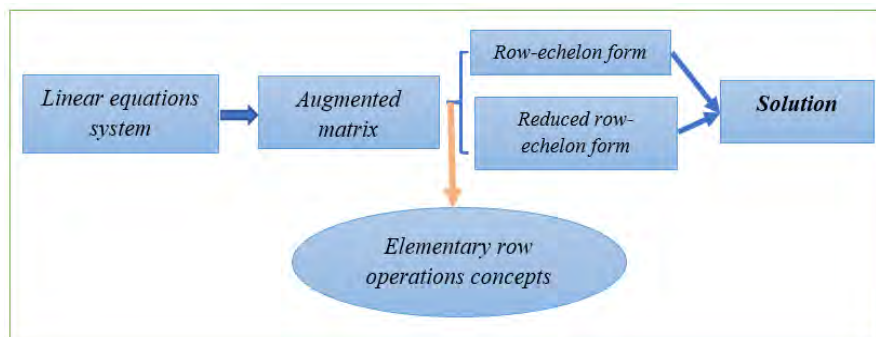 Linear equations
system
Augmented
matrix
Row-echelon form
Reduced row-
echelon form
Solution
Elementary row
operations concepts